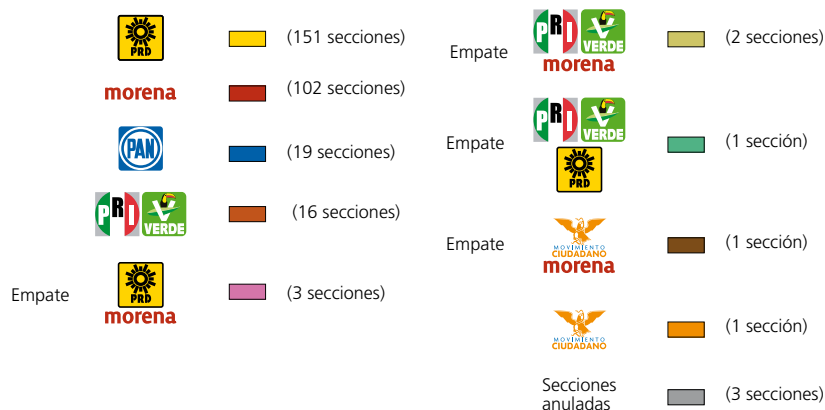 PRD
(151 secciones)
morena
(102 secciones)
PAN
(19 secciones)
PRI
VERDE
(16 secciones)
Empate
PRD
morena
(3 secciones)
Empate
PRI
VERDE
morena
(2 secciones)
Empate
PRI
VERDE
PRD
(1 sección)
Empate
MOVIMIENTO
CIUDADANO
morena
(1 sección)
MOVIMIENTO
CIUDADANO
(1 sección)
Secciones
anuladas
(3 secciones)